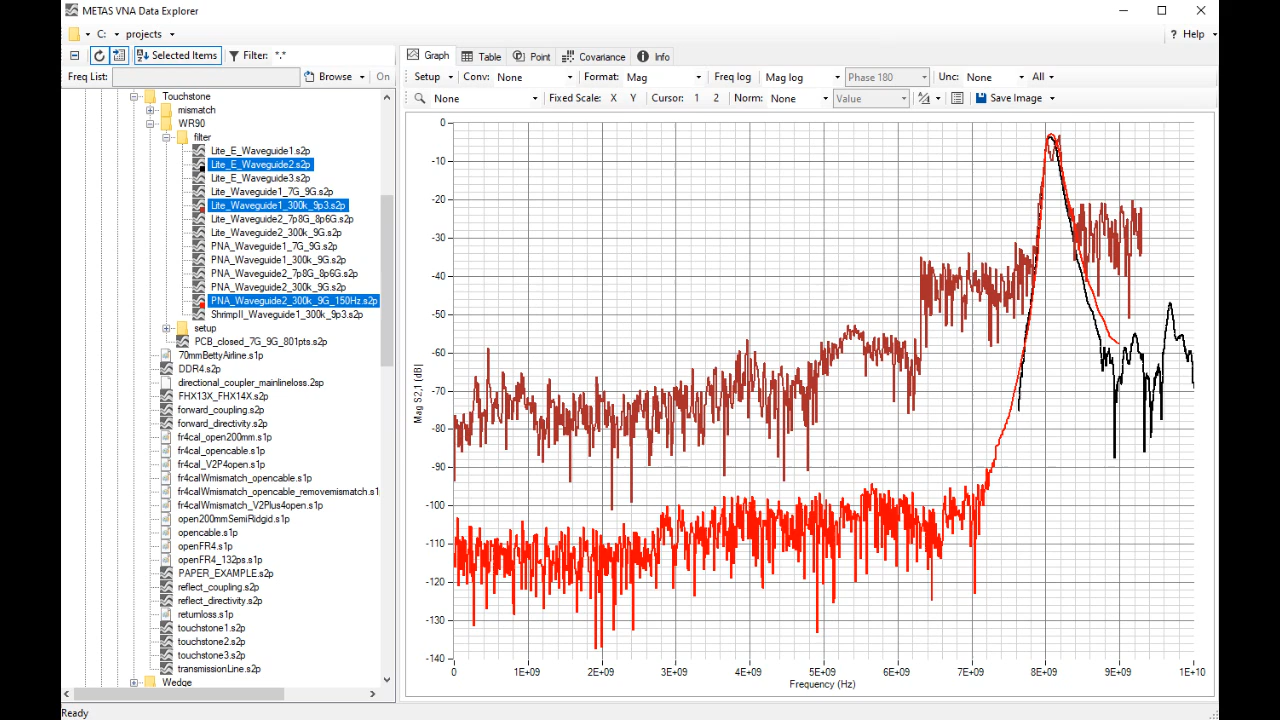 METAS VNA Data Explorer
C: projects
? Help
Selected Items Filter: *.*
Freq List: Browse On
Graph Table Point Covariance Info
Setup Conv: None Format: Mag Freq log Mag log Phase 180 Unc: None All
None Fixed Scale: X Y Cursor: 1 2 Norm: None Value Save Image
Touchstone
mismatch
WR90
filter
Lite_E_Waveguide1.s2p
Lite_E_Waveguide2.s2p
Lite_E_Waveguide3.s2p
Lite_Waveguide1_7G_9G.s2p
Lite_Waveguide1_300k_9p3.s2p
Lite_Waveguide2_7p8G_8p6G.s2p
Lite_Waveguide2_300k_9G.s2p
PNA_Waveguide1_7G_9G.s2p
PNA_Waveguide1_300k_9G.s2p
PNA_Waveguide2_7p8G_8p6G.s2p
PNA_Waveguide2_300k_9G.s2p
PNA_Waveguide2_300k_9G_150Hz.s2p
ShrimpII_Waveguide1_300k_9p3.s2p
setup
PCB_closed_7G_9G_801pts.s2p
70mmBettyAirline.s1p
DDR4.s2p
directional_coupler_mainlineloss.2sp
FHX13X_FHX14X.s2p
forward_coupling.s2p
forward_directivity.s2p
fr4cal_open200mm.s1p
fr4cal_opencable.s1p
fr4cal_V2P4open.s1p
fr4calWmismatch_opencable.s1p
fr4calWmismatch_opencable_removemismatch.s1p
fr4calWmismatch_V2Plus4open.s1p
open200mmSemiRidgid.s1p
opencable.s1p
openFR4.s1p
openFR4_132ps.s1p
PAPER_EXAMPLE.s2p
reflect_coupling.s2p
reflect_directivity.s2p
returnloss.s1p
touchstone1.s2p
touchstone2.s2p
touchstone3.s2p
transmissionLine.s2p
Wedge
Mag S2,1 [dB]
0
-10
-20
-30
-40
-50
-60
-70
-80
-90
-100
-110
-120
-130
-140
0 1E+09 2E+09 3E+09 4E+09 5E+09 6E+09 7E+09 8E+09 9E+09 1E+10
Frequency (Hz)
Ready